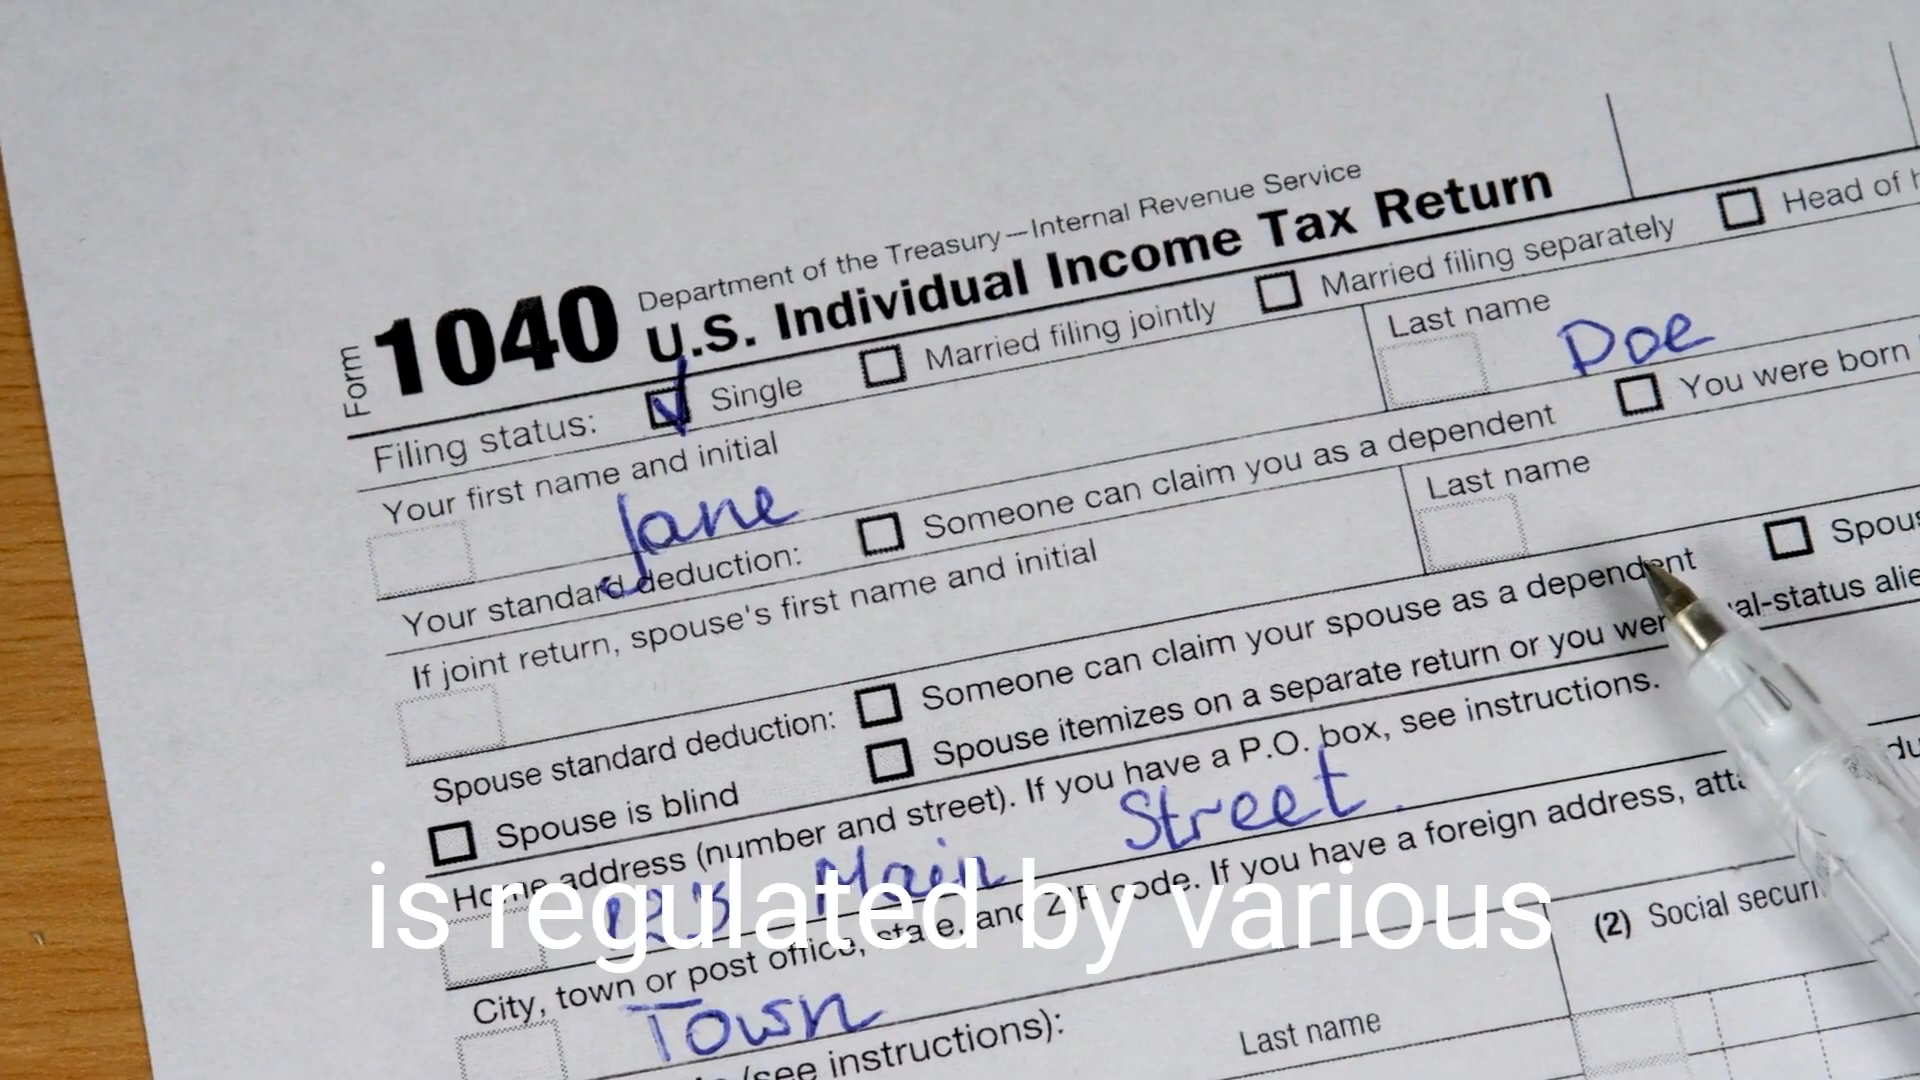 Department of the Treasury—Internal Revenue Service
Form 1040 U.S. Individual Income Tax Return
Filing status: Single Married filing jointly Married filing separately Head of
Your first name and initial Last name
Jane Doe
Your standard deduction: Someone can claim you as a dependent You were born
If joint return, spouse's first name and initial Last name
Spouse standard deduction: Someone can claim your spouse as a dependent
Spouse is blind Spouse itemizes on a separate return or you were
Home address (number and street). If you have a P.O. box, see instructions.
123 Main Street
City, town or post office, state, and ZIP code. If you have a foreign address,
Town
(see instructions): Last name (2) Social
is regulated by various